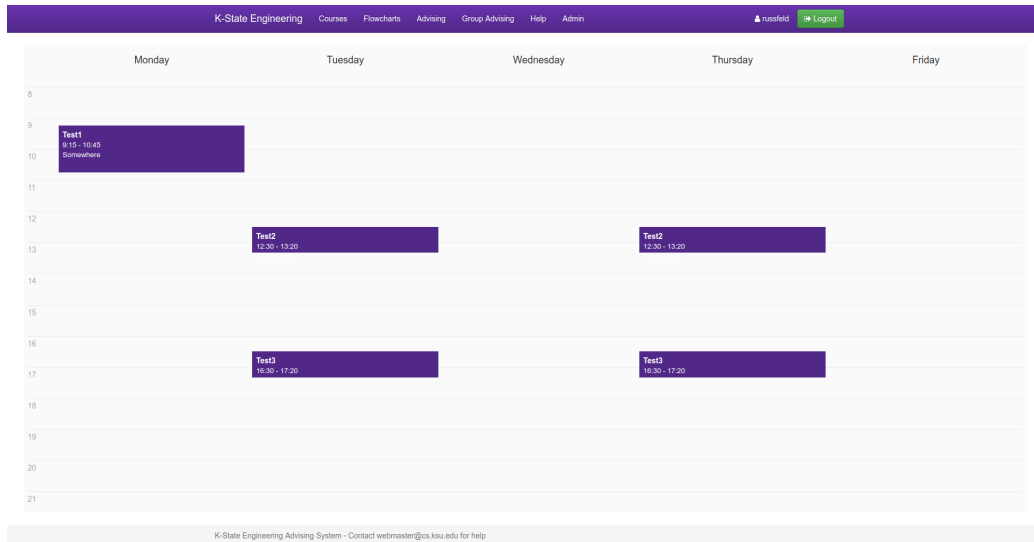 K-State Engineering Courses Flowcharts Advising Group Advising Help Admin russfeld Logout
Monday Tuesday Wednesday Thursday Friday
8
9
Test1
9:15 - 10:45
Somewhere
10
11
12
Test2 Test2
12:30 - 13:20 12:30 - 13:20
13
14
15
16
Test3 Test3
16:30 - 17:20 16:30 - 17:20
17
18
19
20
21
K-State Engineering Advising System - Contact webmaster@cs.ksu.edu for help